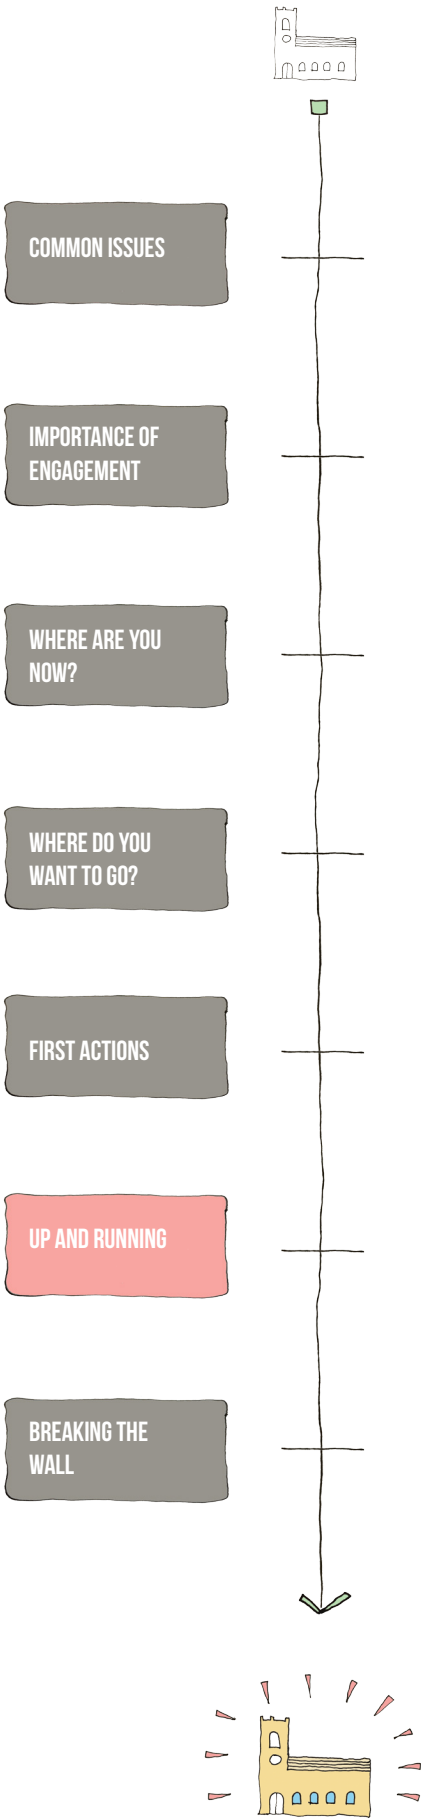 COMMON ISSUES
IMPORTANCE OF
ENGAGEMENT
WHERE ARE YOU
NOW?
WHERE DO YOU
WANT TO GO?
FIRST ACTIONS
UP AND RUNNING
BREAKING THE
WALL